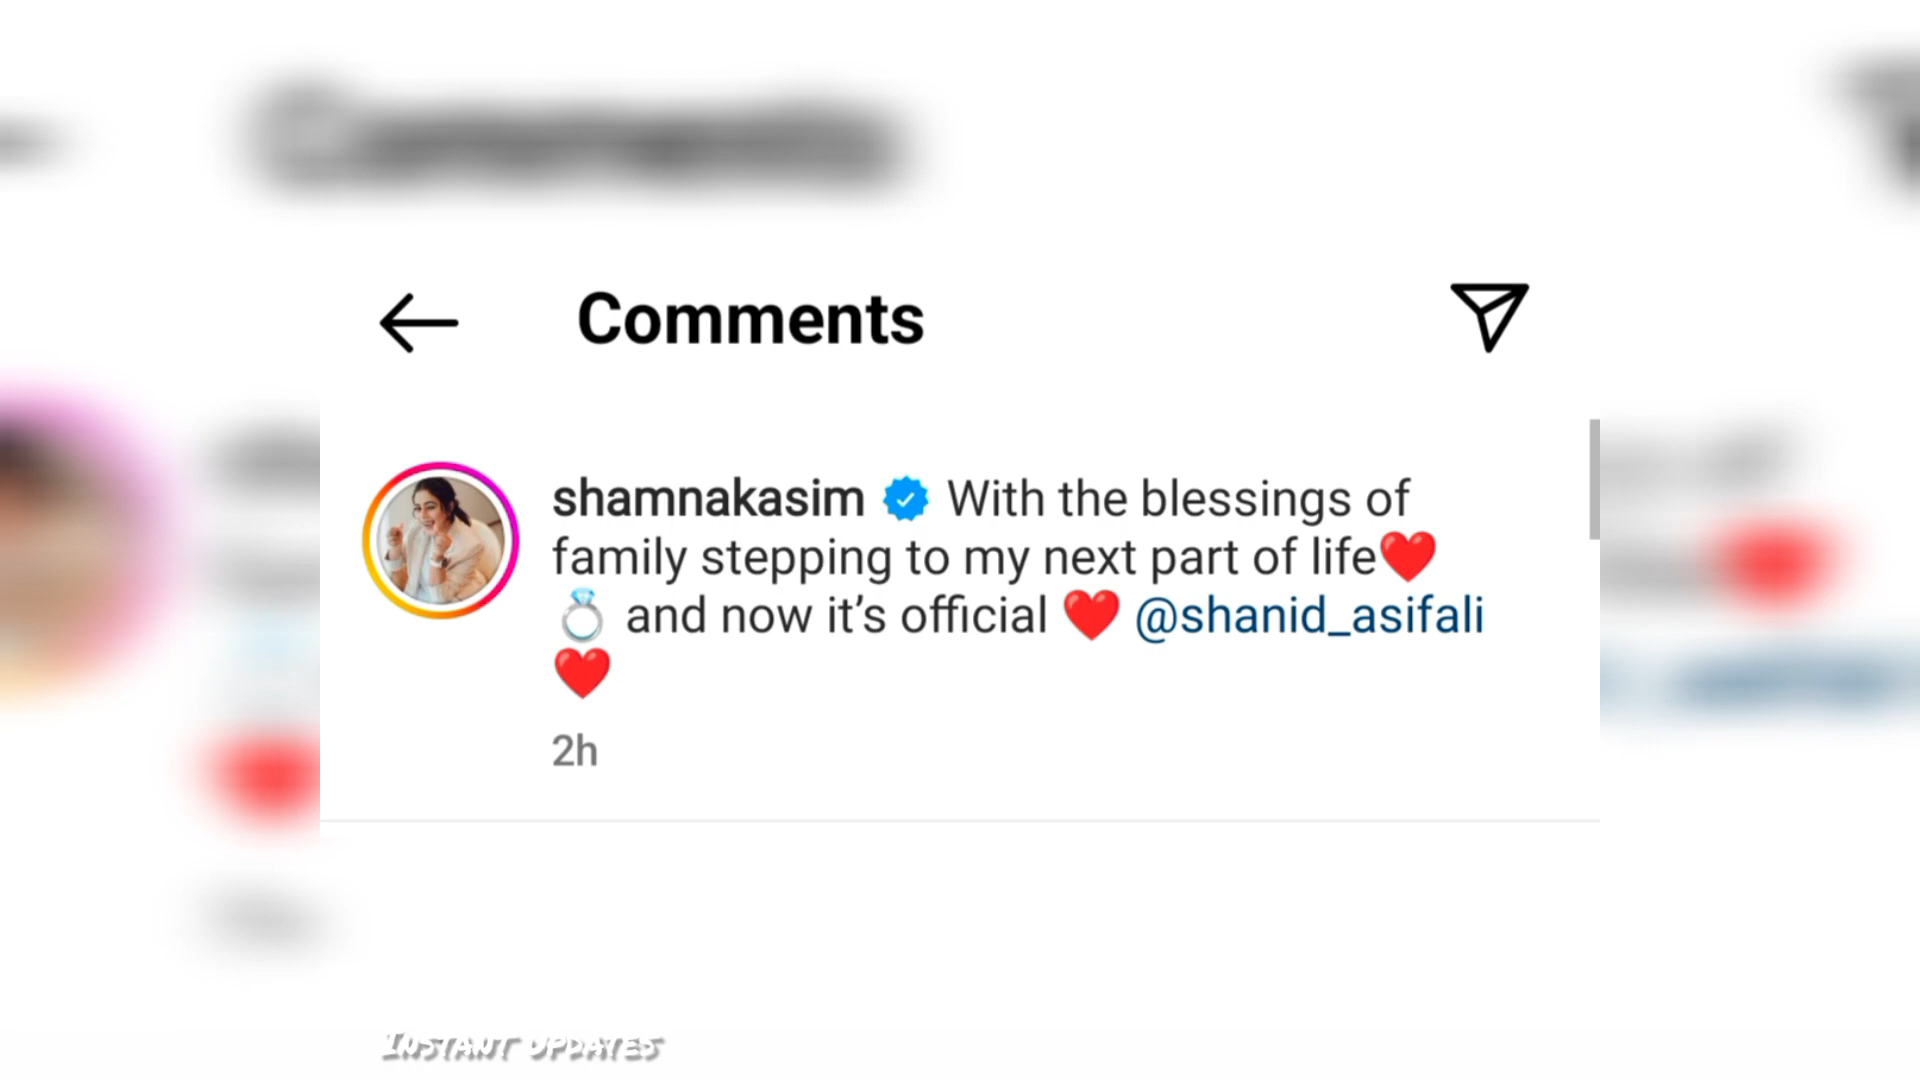 Comments
shamnakasim With the blessings of
family stepping to my next part of life❤️
💍 and now it’s official ❤️ @shanid_asifali
❤️
2h
INSTANT UPDATES